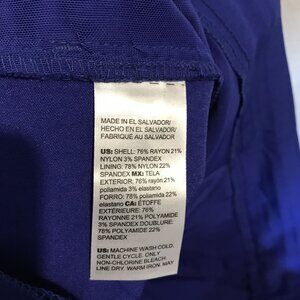 MADE IN EL SALVADOR/
HECHO EN EL SALVADOR/
FABRIQUÉ AU SALVADOR
US: SHELL: 76% RAYON 21%
NYLON 3% SPANDEX
LINING: 78% NYLON 22%
SPANDEX MX: TELA
EXTERIOR: 76% rayón 21%
poliamida 3% elastano
FORRO: 78% poliamida 22%
elastano CA: ÉTOFFE
EXTÉRIEURE: 76%
RAYONNE 21% POLYAMIDE
3% SPANDEX DOUBLURE:
78% POLYAMIDE 22%
SPANDEX
US: MACHINE WASH COLD.
GENTLE CYCLE. ONLY
NON-CHLORINE BLEACH.
LINE DRY. WARM IRON. MAY